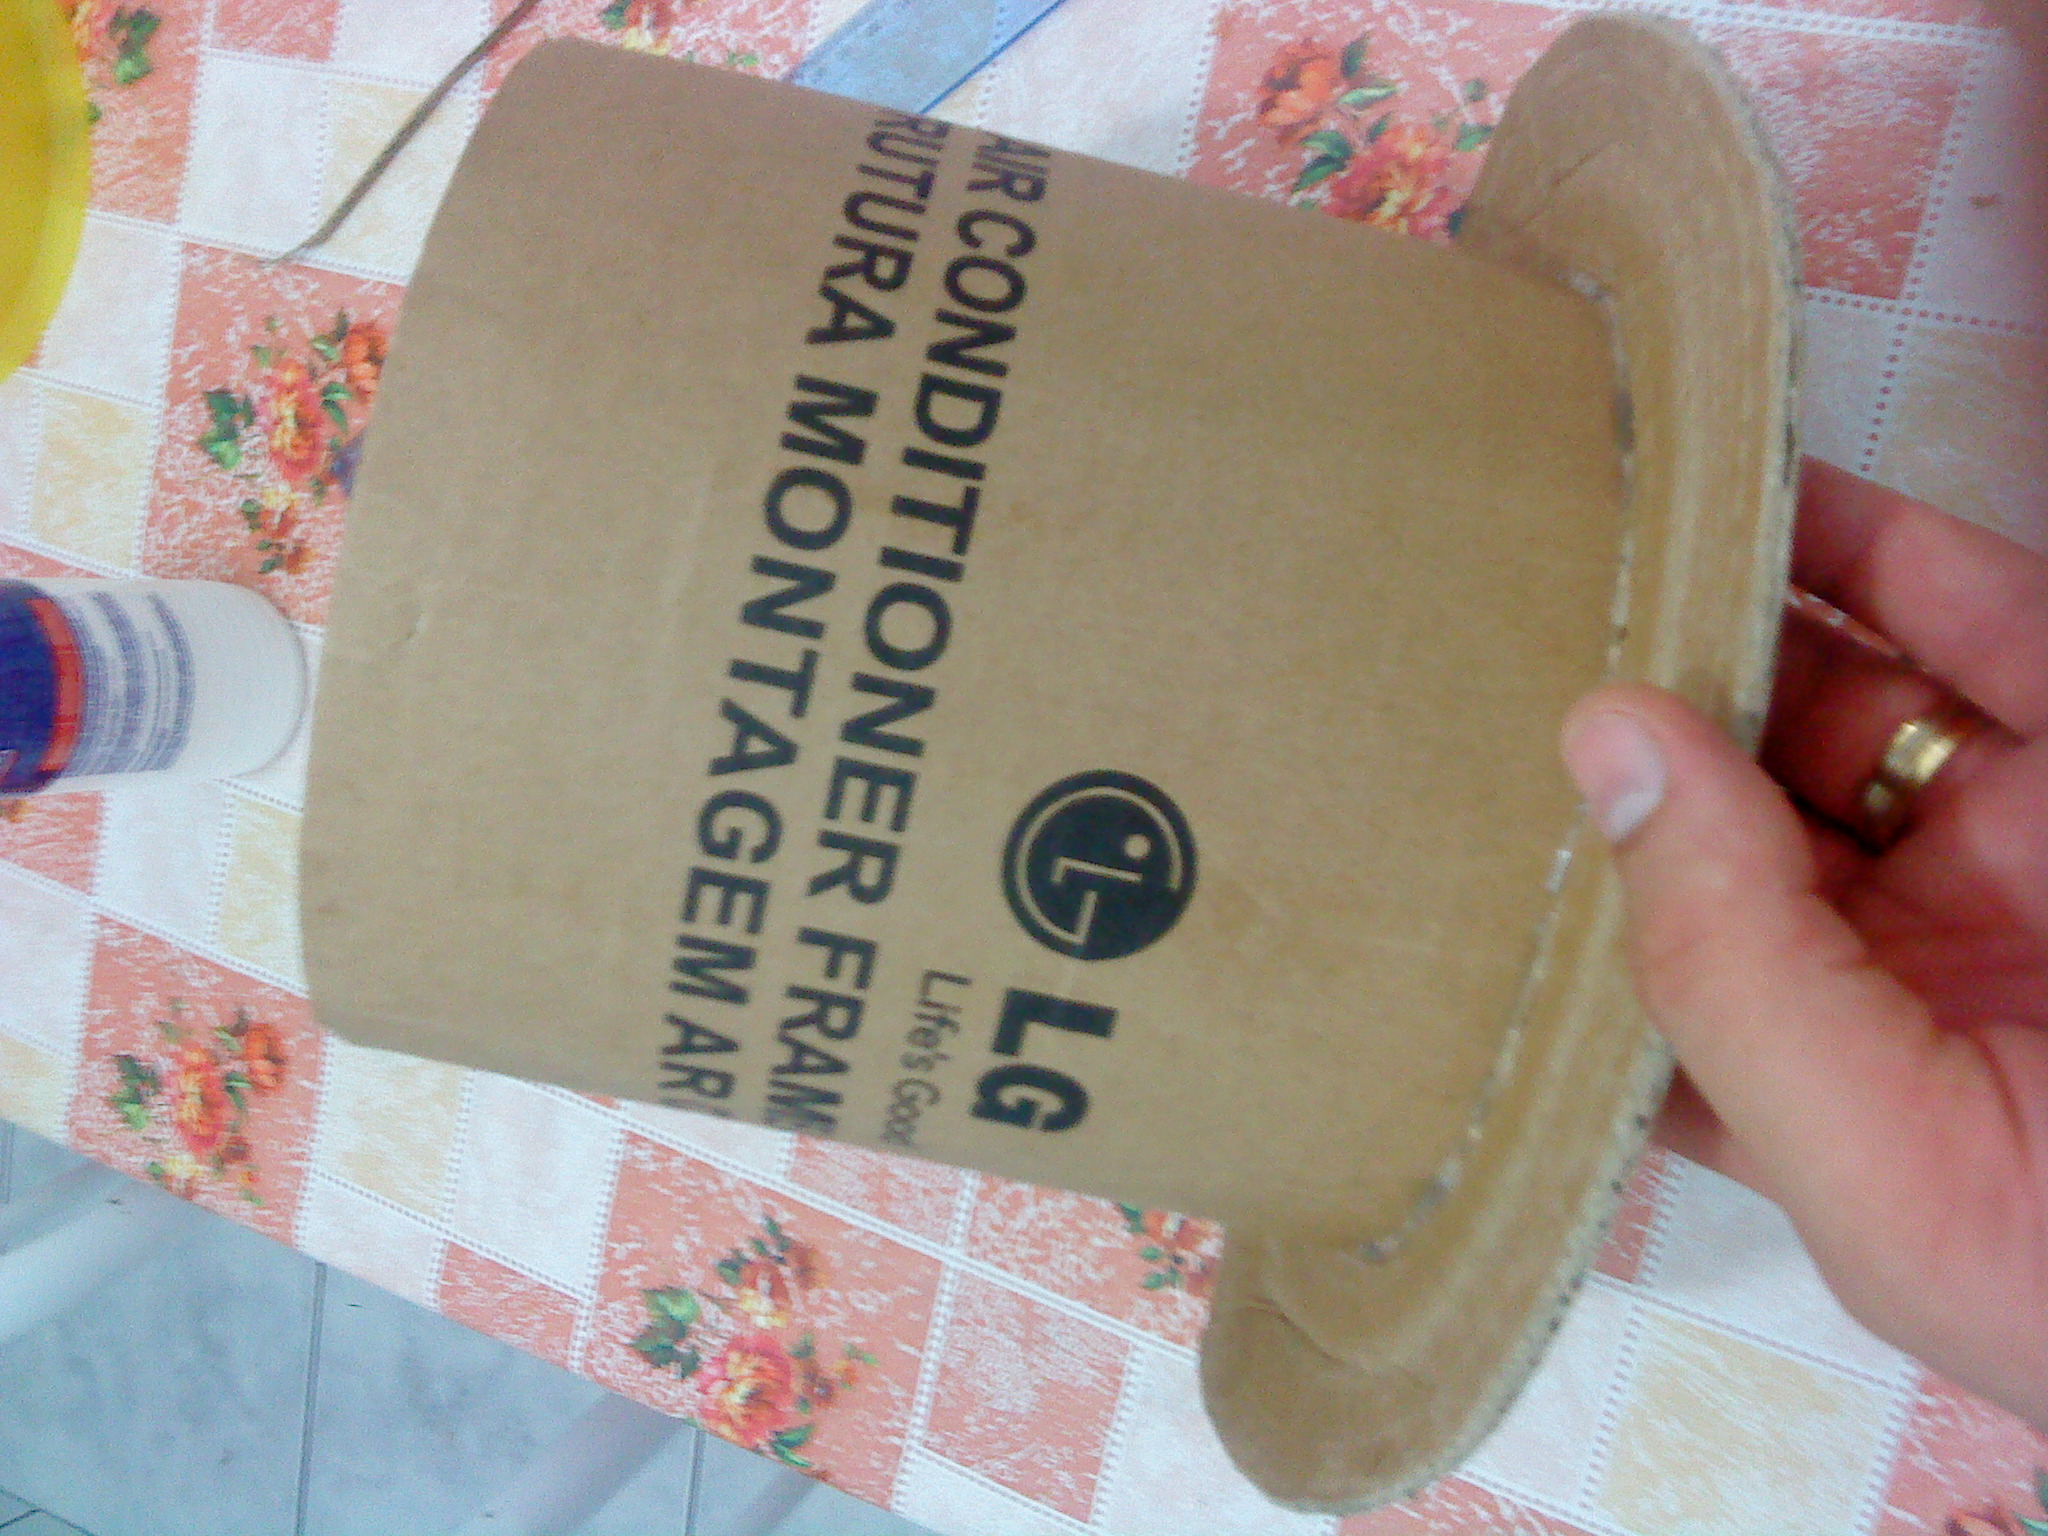 LG
Life's Good
AIR CONDITIONER FRAM
RUTURA MONTAGEM AR